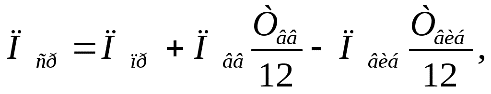 Ï ñð = Ï ïð + Ï ââ Òââ/12 - Ï âèá Òâèá/12 ,